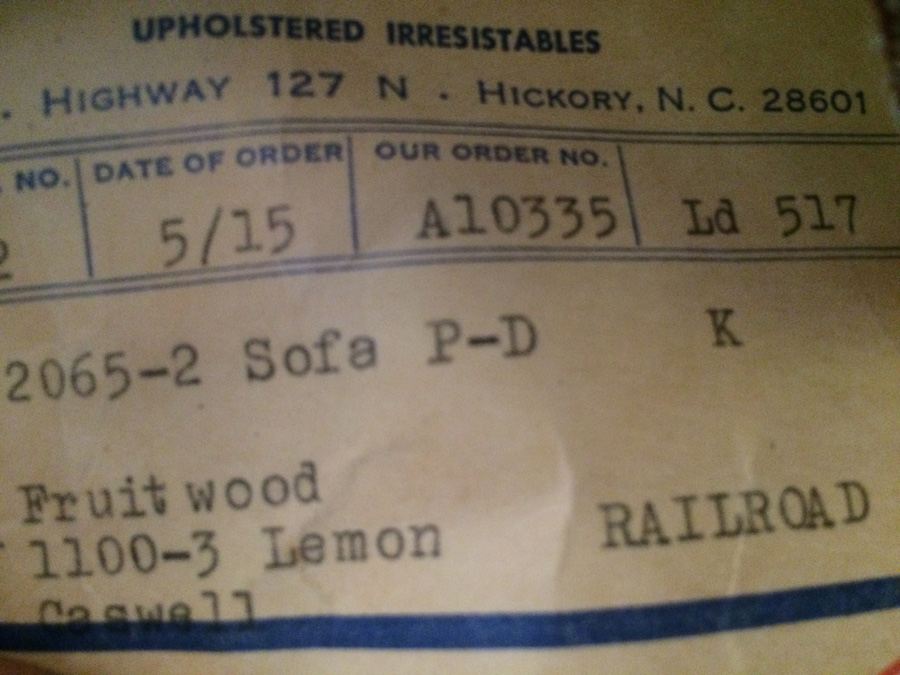 UPHOLSTERED IRRESISTABLES
. HIGHWAY 127 N . HICKORY, N. C. 28601
NO. DATE OF ORDER OUR ORDER NO.
2 5/15 A10335 Ld 517
2065-2 Sofa P-D K
Fruitwood
1100-3 Lemon RAILROAD
Caswell